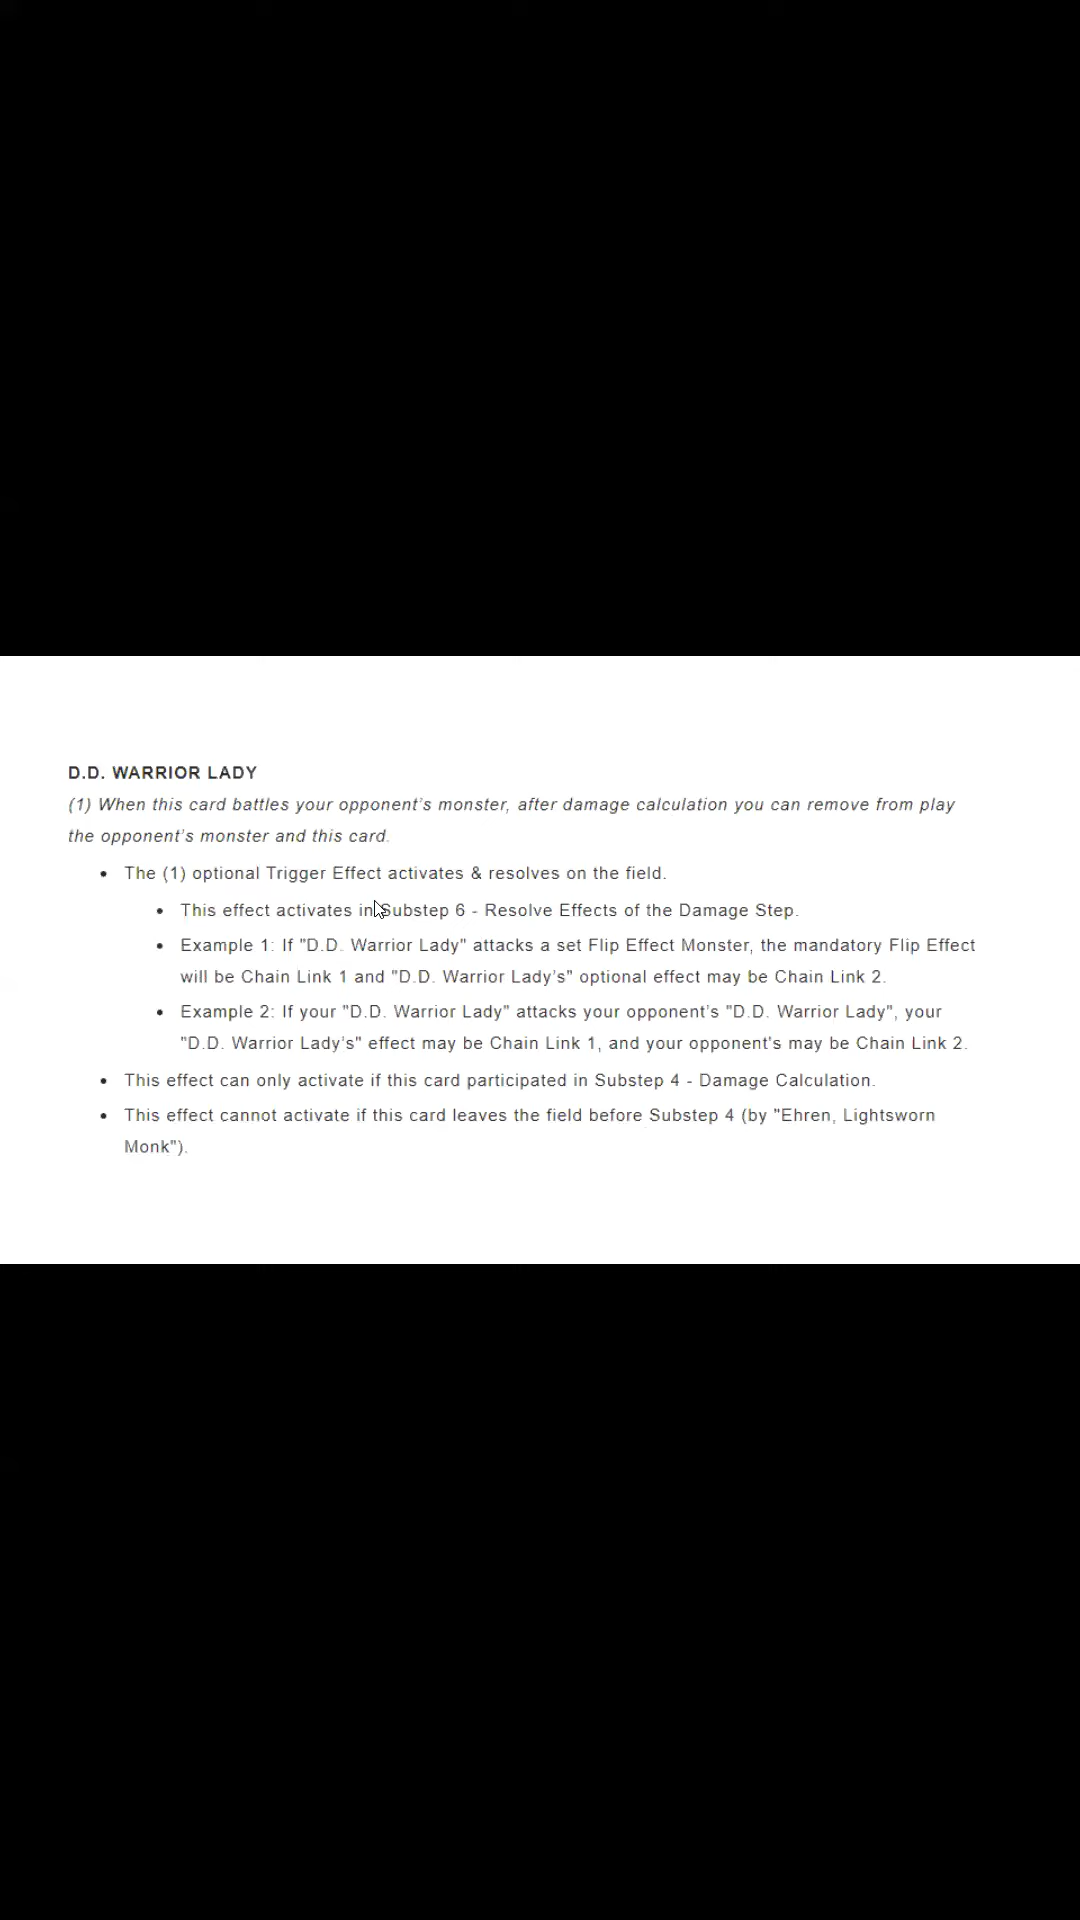 D.D. WARRIOR LADY
(1) When this card battles your opponent’s monster, after damage calculation you can remove from play
the opponent’s monster and this card.
• The (1) optional Trigger Effect activates & resolves on the field.
• This effect activates in Substep 6 - Resolve Effects of the Damage Step.
• Example 1: If "D.D. Warrior Lady" attacks a set Flip Effect Monster, the mandatory Flip Effect
will be Chain Link 1 and "D.D. Warrior Lady’s" optional effect may be Chain Link 2.
• Example 2: If your "D.D. Warrior Lady" attacks your opponent’s "D.D. Warrior Lady", your
"D.D. Warrior Lady’s" effect may be Chain Link 1, and your opponent's may be Chain Link 2.
• This effect can only activate if this card participated in Substep 4 - Damage Calculation.
• This effect cannot activate if this card leaves the field before Substep 4 (by "Ehren, Lightsworn
Monk").